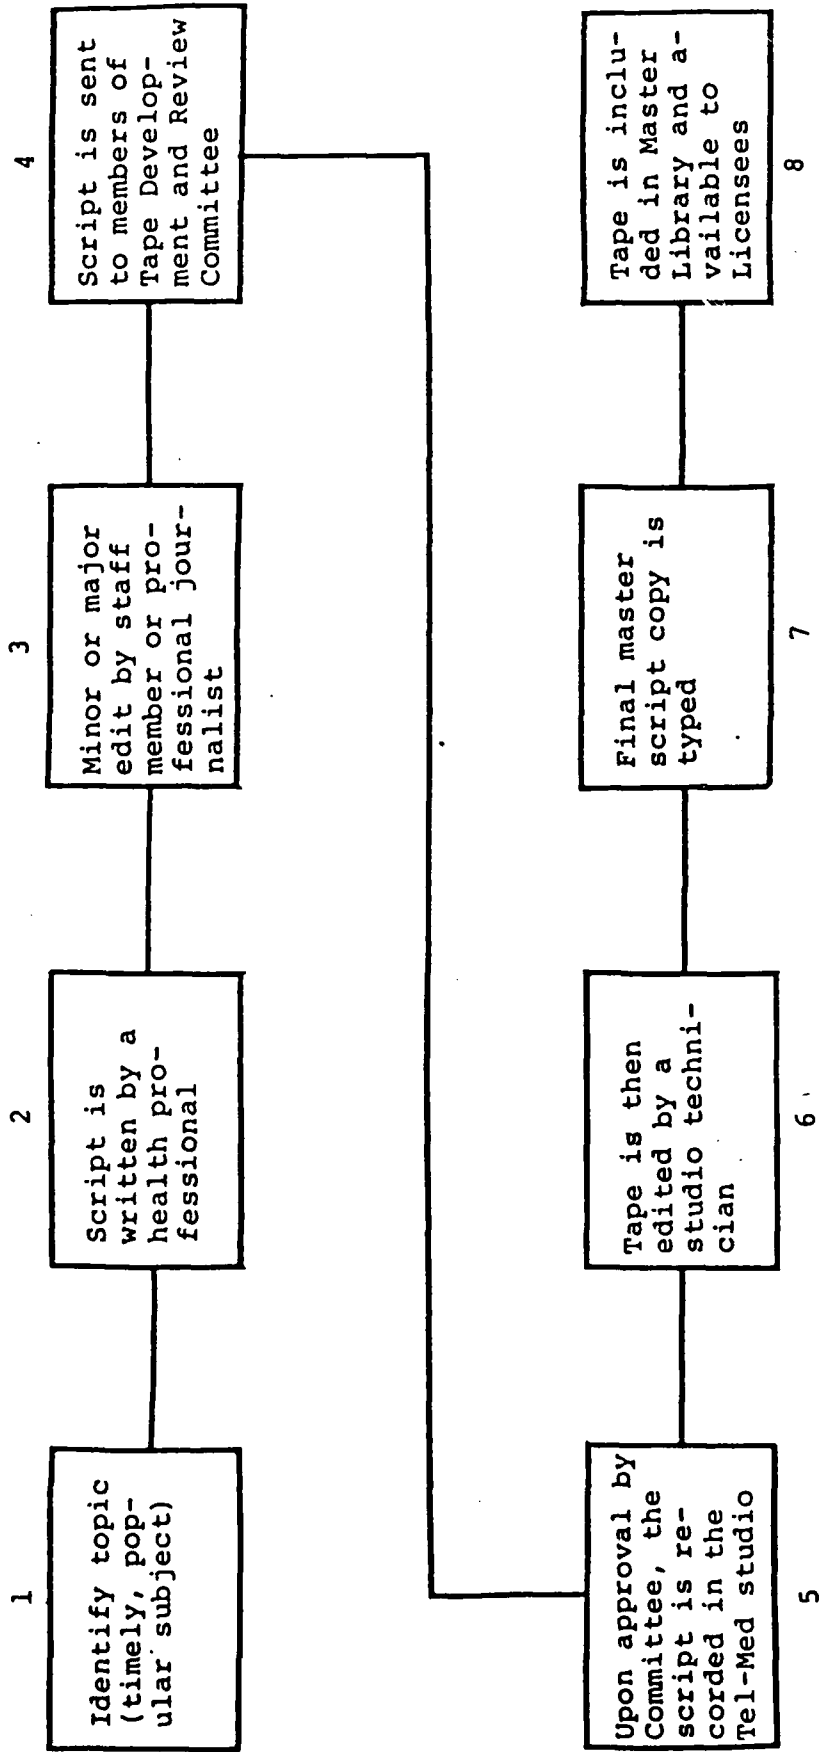 1
Identify topic
(timely, pop-
ular subject)
2
Script is
written by a
health pro-
fessional
3
Minor or major
edit by staff
member or pro-
fessional jour-
nalist
4
Script is sent
to members of
Tape Develop-
ment and Review
Committee
Upon approval by
Committee, the
script is re-
corded in the
Tel-Med studio
5
Tape is then
edited by a
studio techni-
cian
6
Final master
script copy is
typed
7
Tape is inclu-
ded in Master
Library and a-
vailable to
Licensees
8